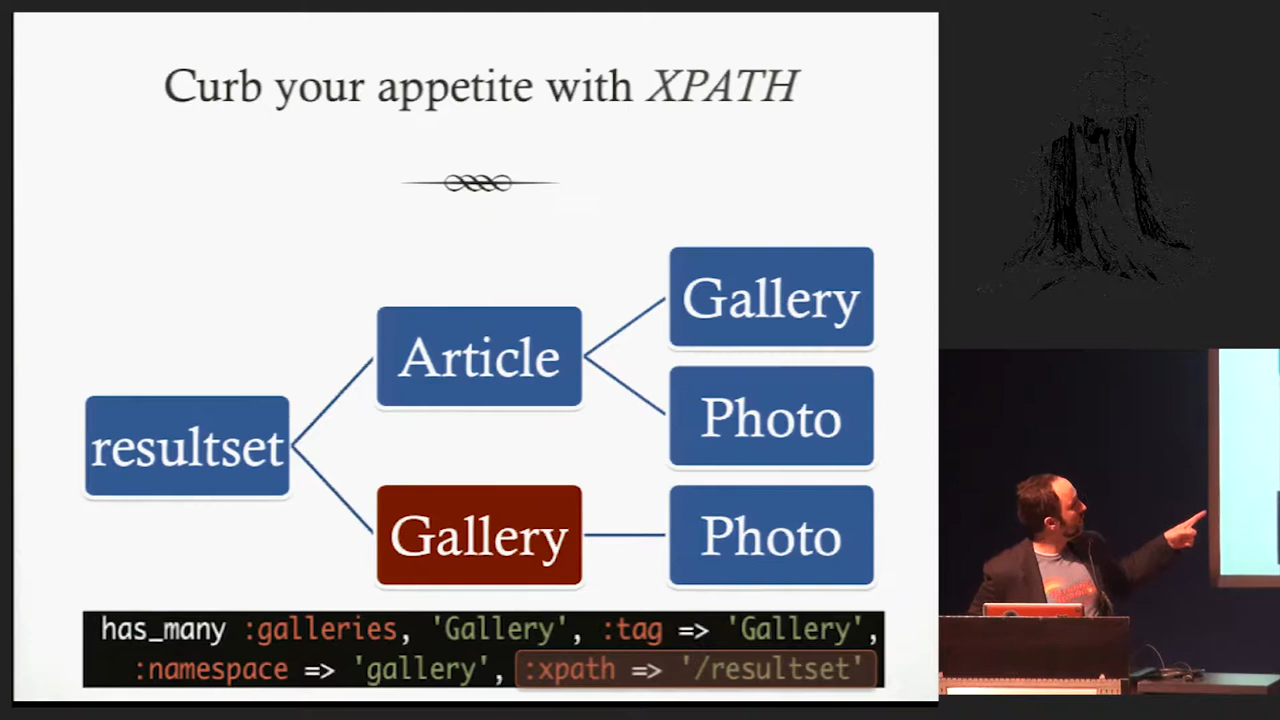 Curb your appetite with XPATH
Gallery
Article
Photo
resultset
Gallery
Photo
has_many :galleries, 'Gallery', :tag => 'Gallery',
:namespace => 'gallery', :xpath => '/resultset'